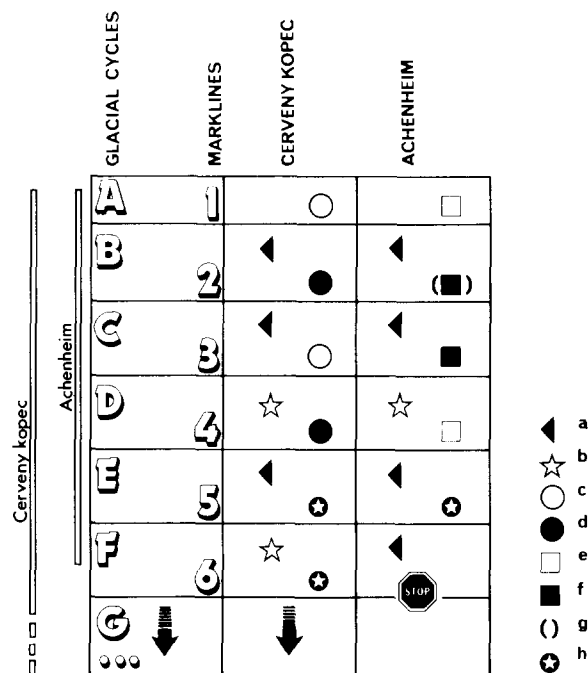 GLACIAL CYCLES
MARKLINES
CERVENY KOPEC
ACHENHEIM
Cerveny kopec
Achenheim
A 1
B 2
( )
C 3
D 4
E 5
F 6
STOP
G
a
b
c
d
e
f
( ) g
h